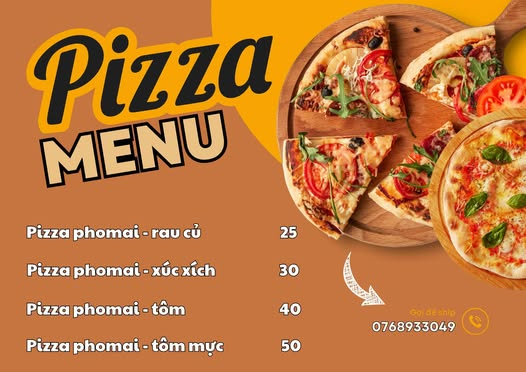 Pizza
MENU
Pizza phomai - rau củ 25
Pizza phomai - xúc xích 30
Pizza phomai - tôm 40
Pizza phomai - tôm mực 50
Gọi để ship
0768933049